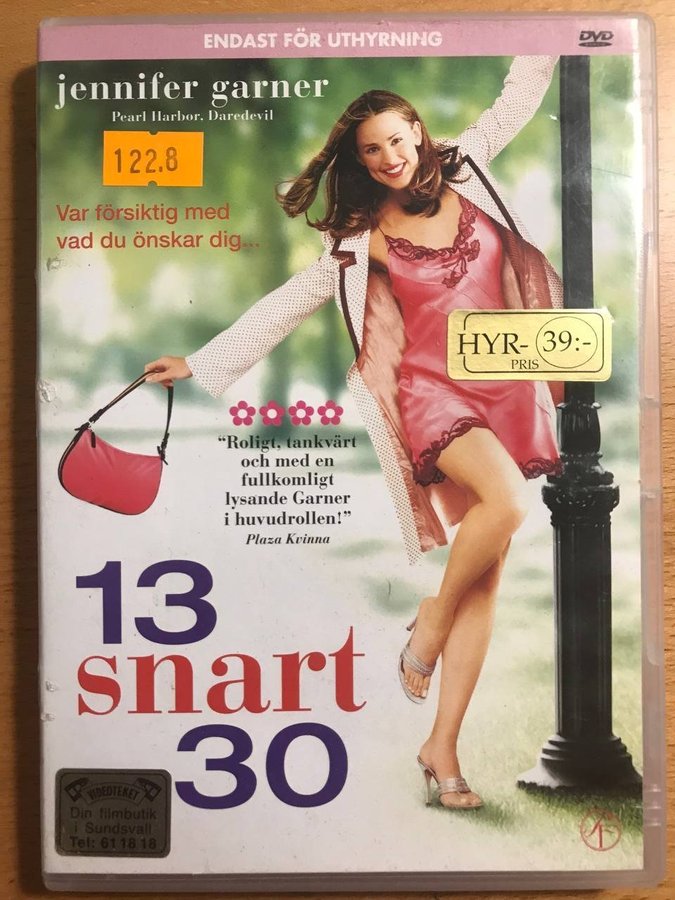 ENDAST FÖR UTHYRNING
DVD
jennifer garner
Pearl Harbor, Daredevil
122.8
Var försiktig med
vad du önskar dig...
HYR- 39:-
PRIS
"Roligt, tankvärt
och med en
fullkomligt
lysande Garner
i huvudrollen!"
Plaza Kvinna
13
snart
30
VIDEOTEKET
Din filmbutik
i Sundsvall
Tel: 61 18 18